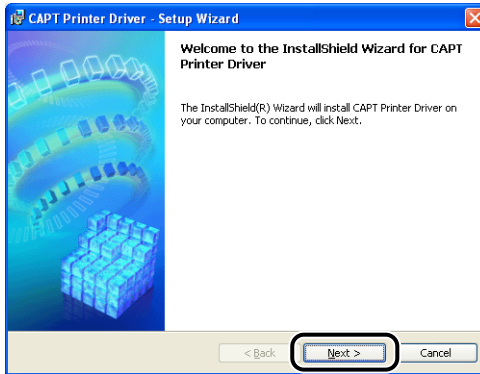 CAPT Printer Driver - Setup Wizard
Welcome to the InstallShield Wizard for CAPT
Printer Driver
The InstallShield(R) Wizard will install CAPT Printer Driver on
your computer. To continue, click Next.
< Back Next > Cancel